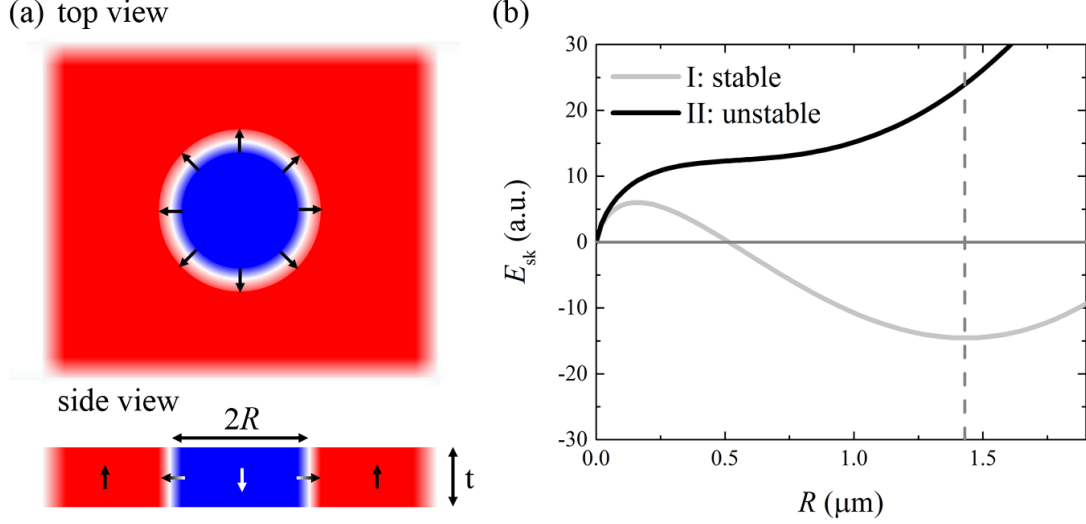 (a) top view
side view
2R
t
(b)
30
20
10
0
-10
-20
-30
E_sk (a.u.)
I: stable
II: unstable
0.0
0.5
1.0
1.5
R (μm)